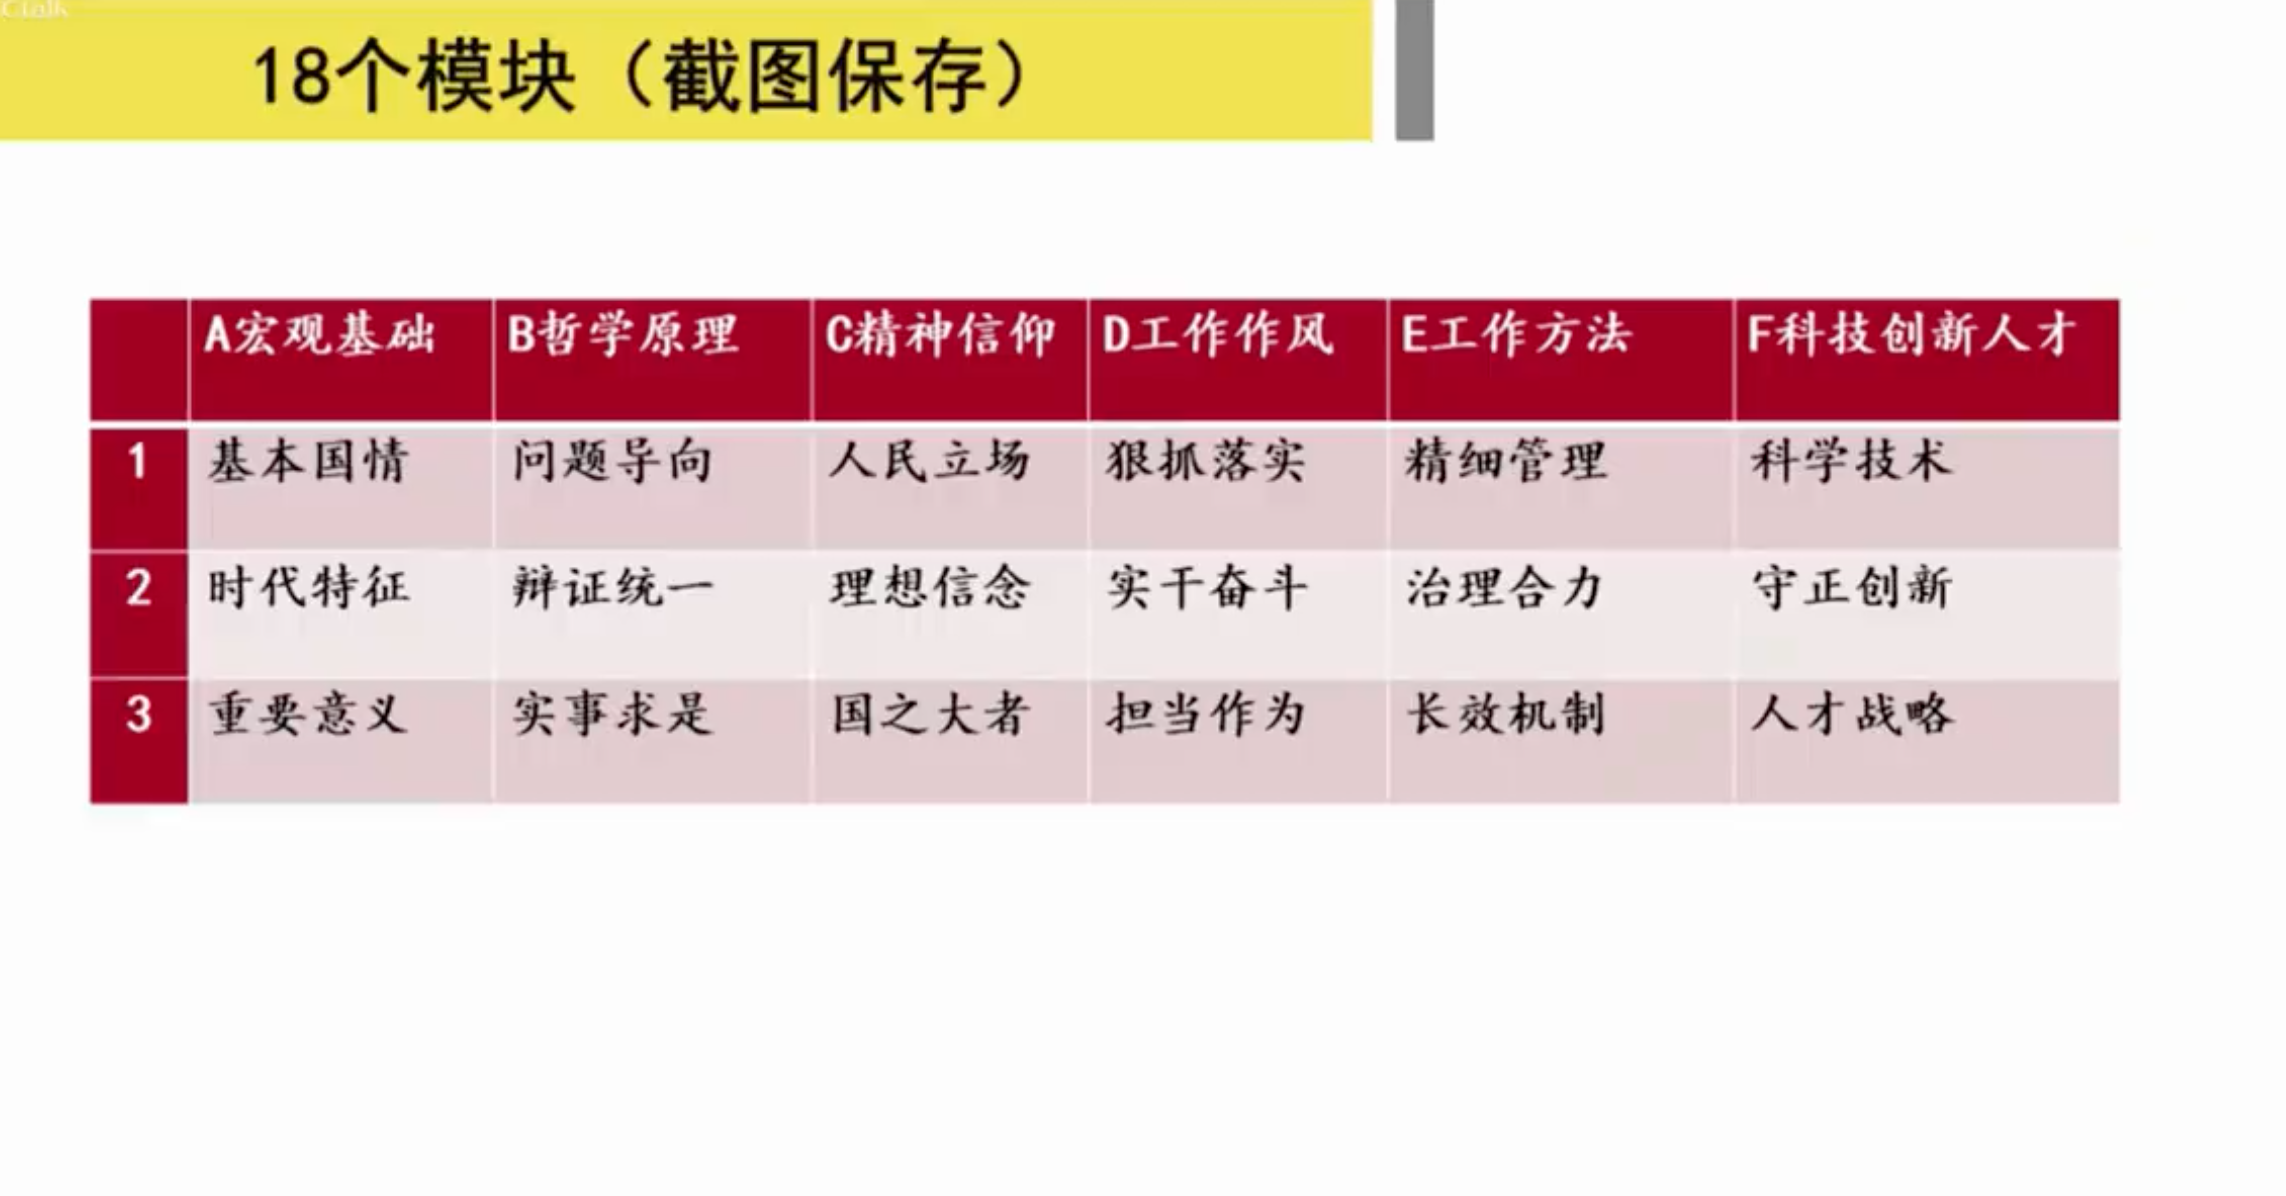 Ctalk
18个模块（截图保存）
A宏观基础 B哲学原理 C精神信仰 D工作作风 E工作方法 F科技创新人才
1 基本国情 问题导向 人民立场 狠抓落实 精细管理 科学技术
2 时代特征 辩证统一 理想信念 实干奋斗 治理合力 守正创新
3 重要意义 实事求是 国之大者 担当作为 长效机制 人才战略